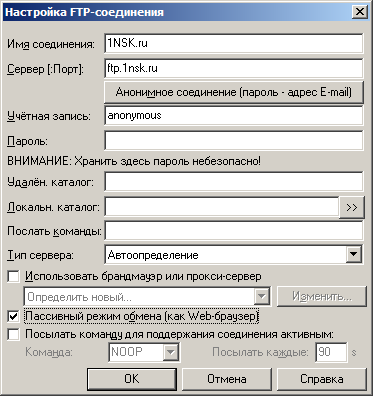 Настройка FTP-соединения
Имя соединения: 1NSK.ru
Сервер [:Порт]: ftp.1nsk.ru
Анонимное соединение (пароль - адрес E-mail)
Учётная запись: anonymous
Пароль:
ВНИМАНИЕ: Хранить здесь пароль небезопасно!
Удалён. каталог:
Локальн. каталог: >>
Послать команды:
Тип сервера: Автоопределение
Использовать брандмауэр или прокси-сервер
Определить новый... Изменить...
Пассивный режим обмена (как Web-браузер)
Посылать команду для поддержания соединения активным:
Команда: NOOP Посылать каждые: 90 s
OK Отмена Справка